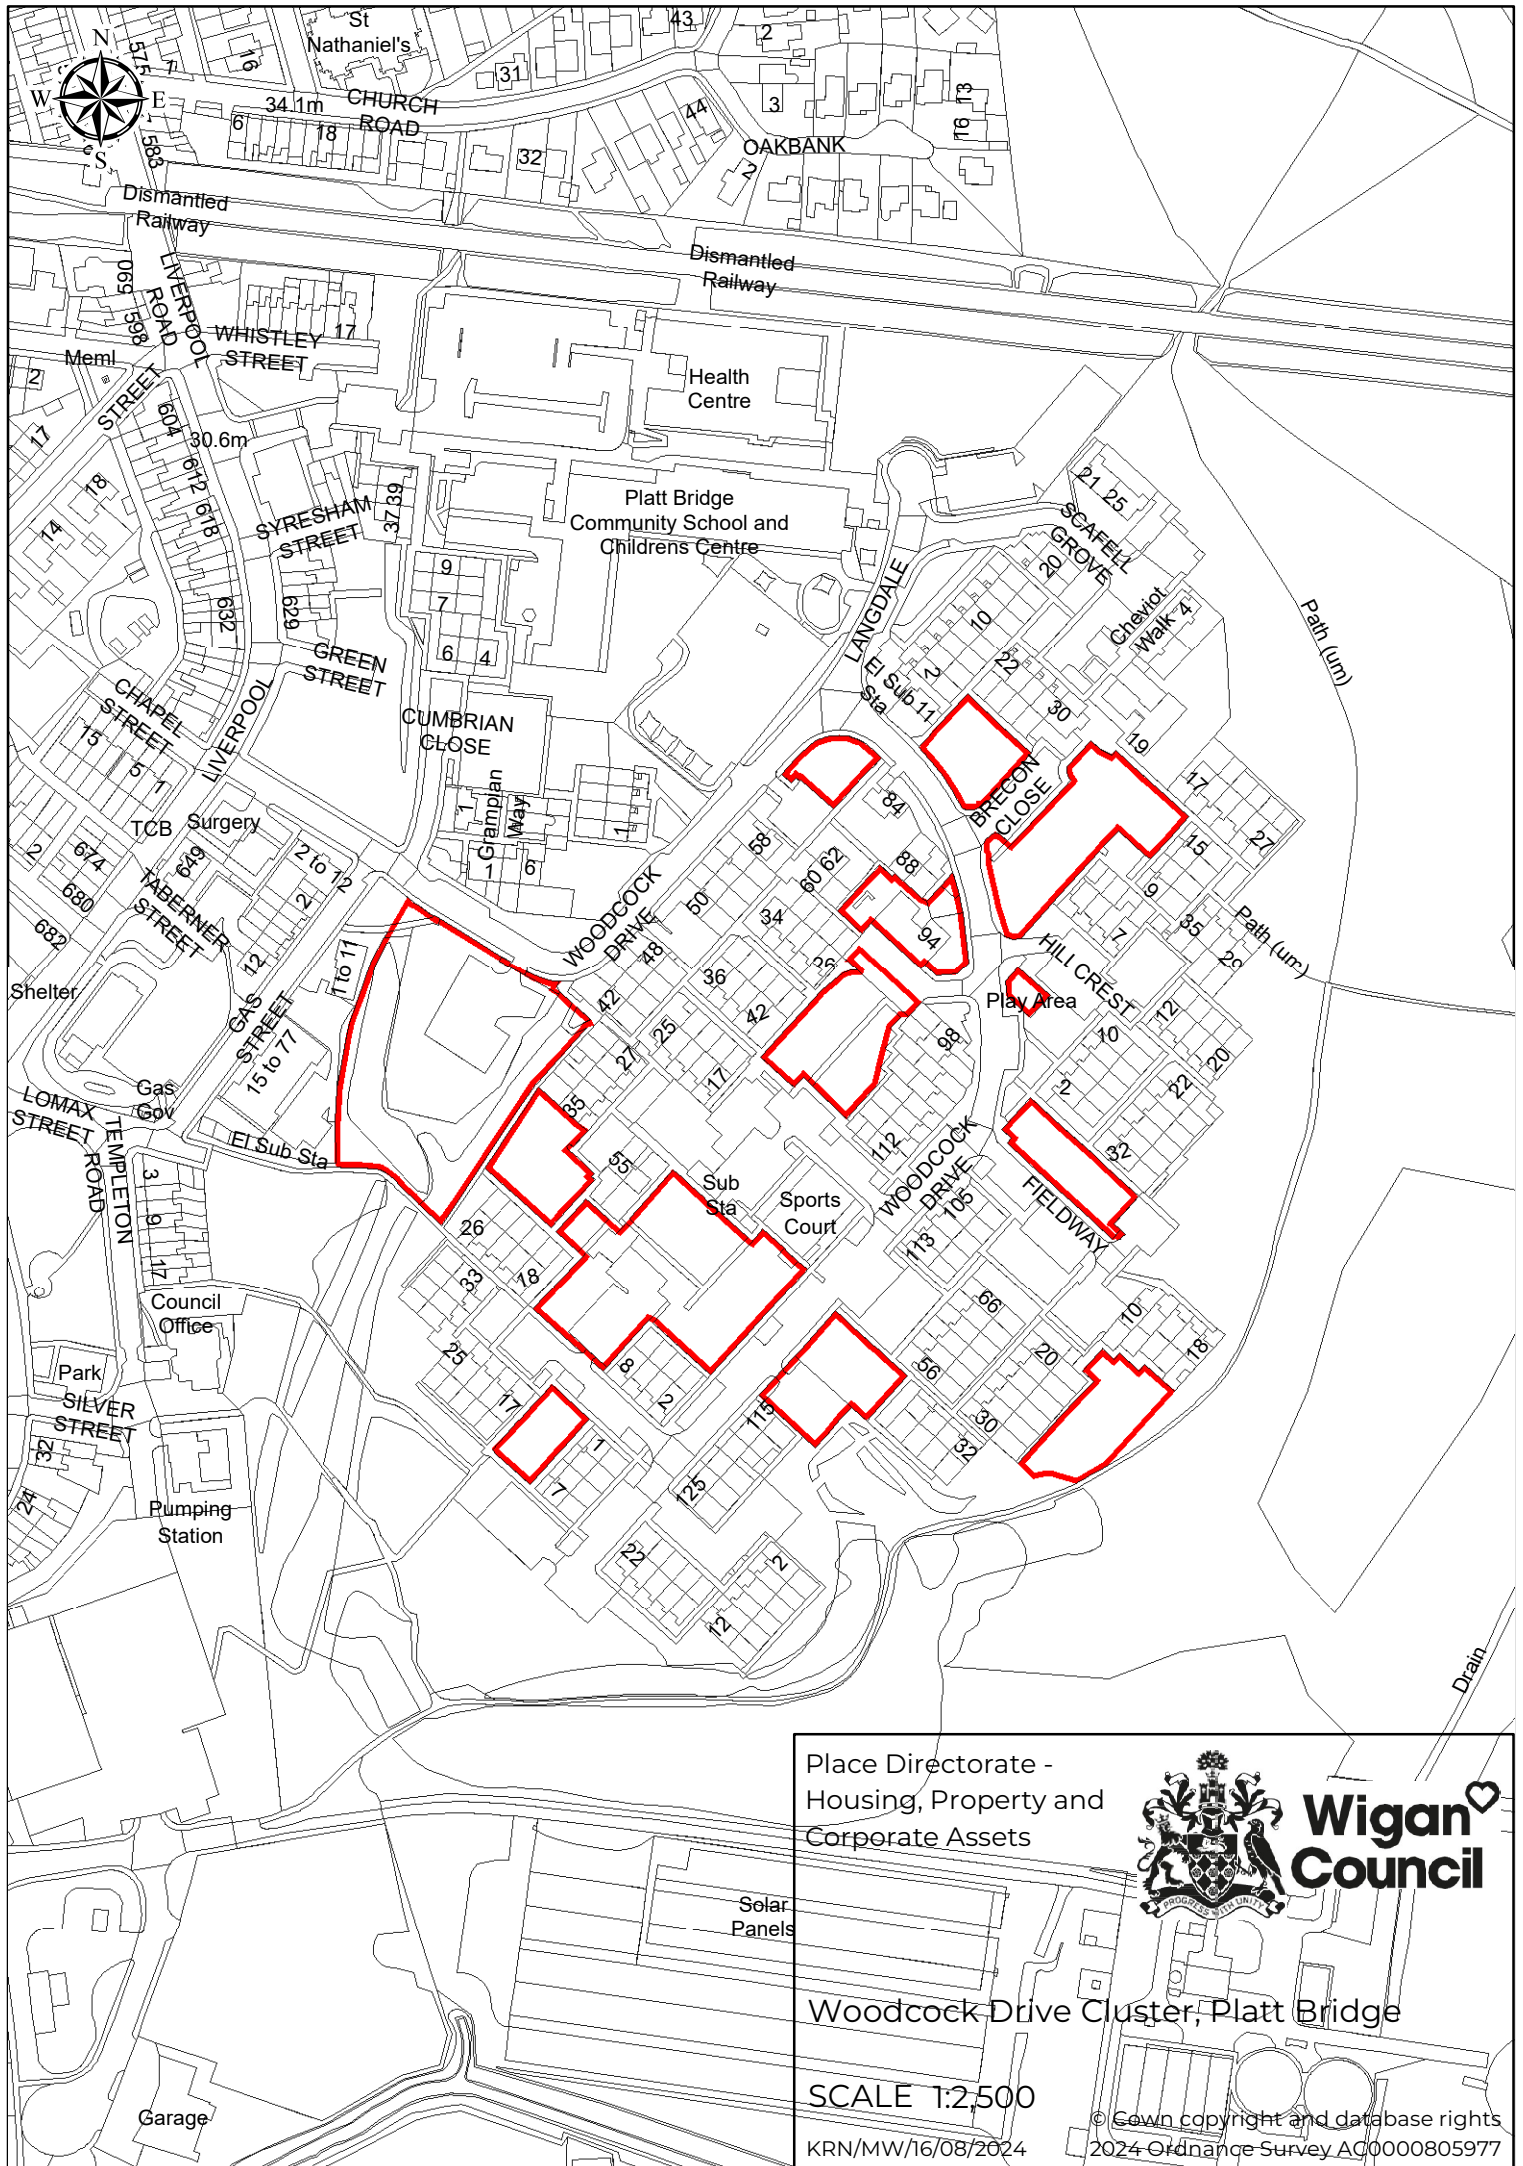 St
Nathaniel's
43
2
575
7
16
31
N
W
E
S
34.1m
CHURCH
ROAD
6
18
44
3
13
16
583
32
OAKBANK
2
Dismantled
Railway
Dismantled
Railway
590
598
LIVERPOOL
ROAD
WHISTLEY
STREET
17
Meml
2
STREET
Health
Centre
604
17
30.6m
612
618
18
14
SYRESHAM
STREET
37 39
Platt Bridge
Community School and
Childrens Centre
21 25
SCAFELL
GROVE
20
9
7
632
629
LANGDALE
10
Cheviot
Walk 4
Path (um)
6
4
GREEN
STREET
2
22
El Sub
Sta
11
30
CHAPEL
STREET
LIVERPOOL
CUMBRIAN
CLOSE
15
5
1
19
BRECON
CLOSE
17
27
84
TCB
Surgery
1
Grampian
Way
1
1
6
2
674
680
682
649
2 to 12
2
TABERNER
STREET
12
58
60 62
88
15
9
50
34
WOODCOCK
DRIVE
48
94
7
35
29
Path (um)
HILL CREST
1 to 11
36
26
42
42
Shelter
GAS
STREET
Play Area
12
10
20
25
27
98
15 to 77
17
2
22
Gas
Gov
LOMAX
STREET
TEMPLETON
ROAD
35
El Sub Sta
112
32
55
WOODCOCK
DRIVE
3
9
17
Sub
Sta
Sports
Court
105
113
FIELDWAY
26
33
18
66
10
18
Council
Office
25
17
8
2
56
20
Park
SILVER
STREET
32
24
115
30
32
1
7
125
Pumping
Station
22
2
12
Drain
Place Directorate -
Housing, Property and
Corporate Assets
Wigan
Council
PROGRESS WITH UNITY
Solar
Panels
Woodcock Drive Cluster, Platt Bridge
SCALE 1:2,500
Garage
© Cown copyright and database rights
KRN/MW/16/08/2024
2024 Ordnance Survey AC0000805977